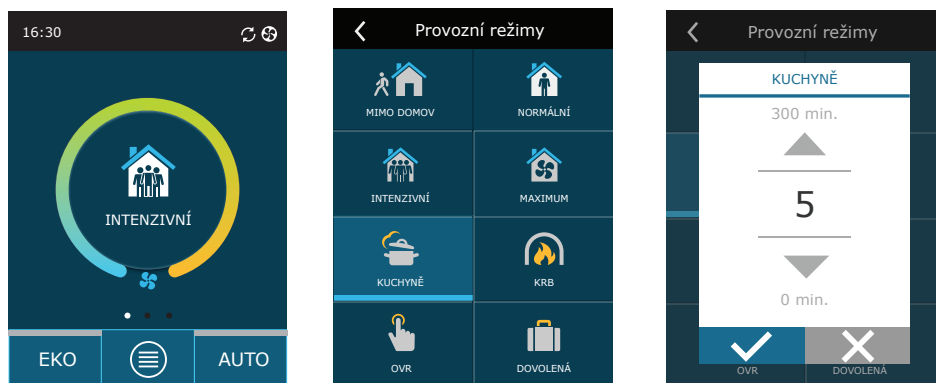 16:30
INTENZIVNÍ
EKO
AUTO
Provozní režimy
MIMO DOMOV
NORMÁLNÍ
INTENZIVNÍ
MAXIMUM
KUCHYNĚ
KRB
OVR
DOVOLENÁ
Provozní režimy
KUCHYNĚ
300 min.
5
0 min.
OVR
DOVOLENÁ